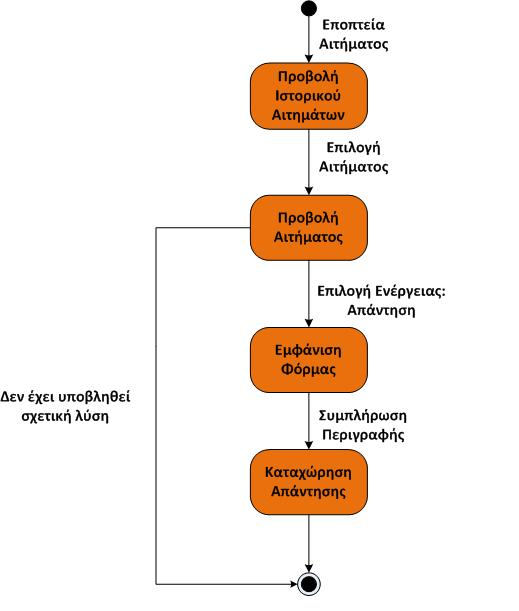 Εποπτεία
Αιτήματος
Προβολή
Ιστορικού
Αιτημάτων
Επιλογή
Αιτήματος
Προβολή
Αιτήματος
Επιλογή Ενέργειας:
Απάντηση
Εμφάνιση
Φόρμας
Δεν έχει υποβληθεί
σχετική λύση
Συμπλήρωση
Περιγραφής
Καταχώρηση
Απάντησης